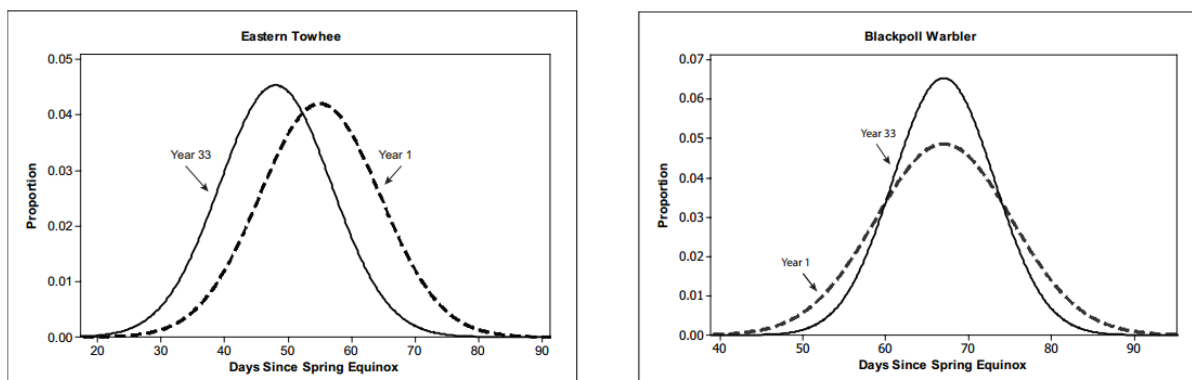 Eastern Towhee
0.05
0.04
0.03
0.02
0.01
0.00
Proportion
Year 33
Year 1
20 30 40 50 60 70 80 90
Days Since Spring Equinox
Blackpoll Warbler
0.07
0.06
0.05
0.04
0.03
0.02
0.01
0.00
Proportion
Year 33
Year 1
40 50 60 70 80 90
Days Since Spring Equinox